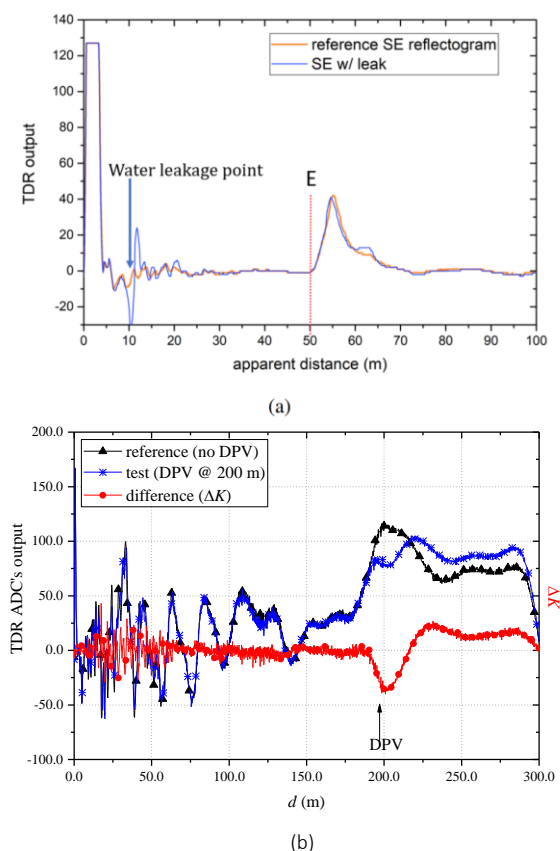 140
120
100
80
60
40
20
0
-20
TDR output
reference SE reflectogram
SE w/ leak
Water leakage point
E
0 10 20 30 40 50 60 70 80 90 100
apparent distance (m)
(a)
200.0
150.0
100.0
50.0
0.0
-50.0
-100.0
TDR ADC's output
reference (no DPV)
test (DPV @ 200 m)
difference (ΔK)
ΔK
DPV
0.0 50.0 100.0 150.0 200.0 250.0 300.0
d (m)
(b)